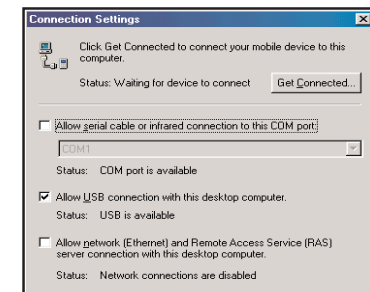 Connection Settings
Click Get Connected to connect your mobile device to this
computer.
Status: Waiting for device to connect
Get Connected...
Allow serial cable or infrared connection to this COM port:
COM1
Status: COM port is available
Allow USB connection with this desktop computer.
Status: USB is available
Allow network (Ethernet) and Remote Access Service (RAS)
server connection with this desktop computer.
Status: Network connections are disabled